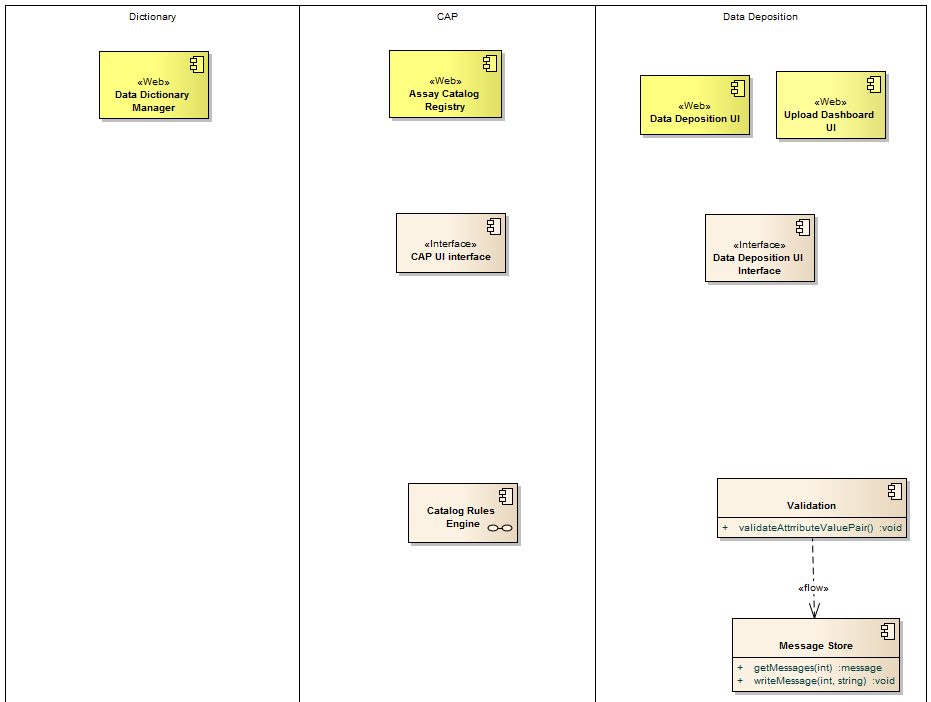 Dictionary
CAP
Data Deposition
«Web»
Data Dictionary
Manager
«Web»
Assay Catalog
Registry
«Web»
Data Deposition UI
«Web»
Upload Dashboard
UI
«Interface»
CAP UI interface
«Interface»
Data Deposition UI
Interface
Catalog Rules
Engine
Validation
+ validateAttrributeValuePair() :void
«flow»
Message Store
+ getMessages(int) :message
+ writeMessage(int, string) :void